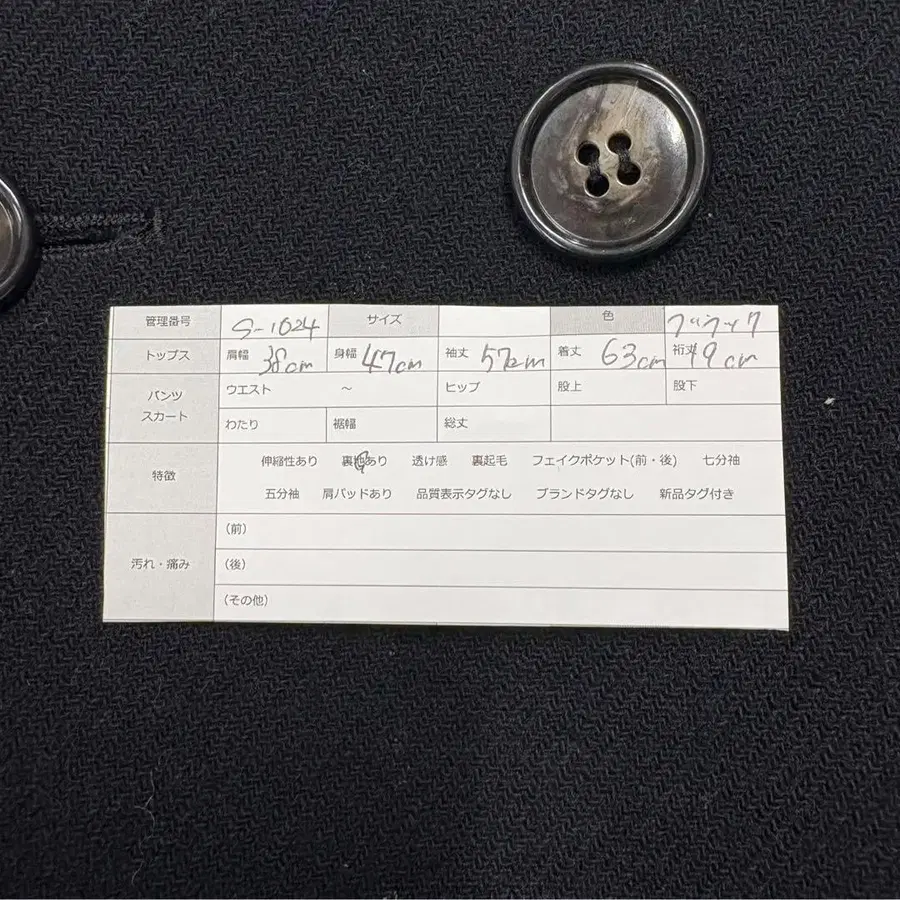 管理番号 S-1024 サイズ 色 ブラック
トップス 肩幅 38cm 身幅 47cm 袖丈 57cm 着丈 63cm 裄丈 cm
パンツ スカート ウエスト ～ ヒップ 股上 股下
わたり 裾幅 総丈
特徴 伸縮性あり 裏地あり 透け感 裏起毛 フェイクポケット(前・後) 七分袖
五分袖 肩パッドあり 品質表示タグなし ブランドタグなし 新品タグ付き
汚れ・痛み (前)
(後)
(その他)